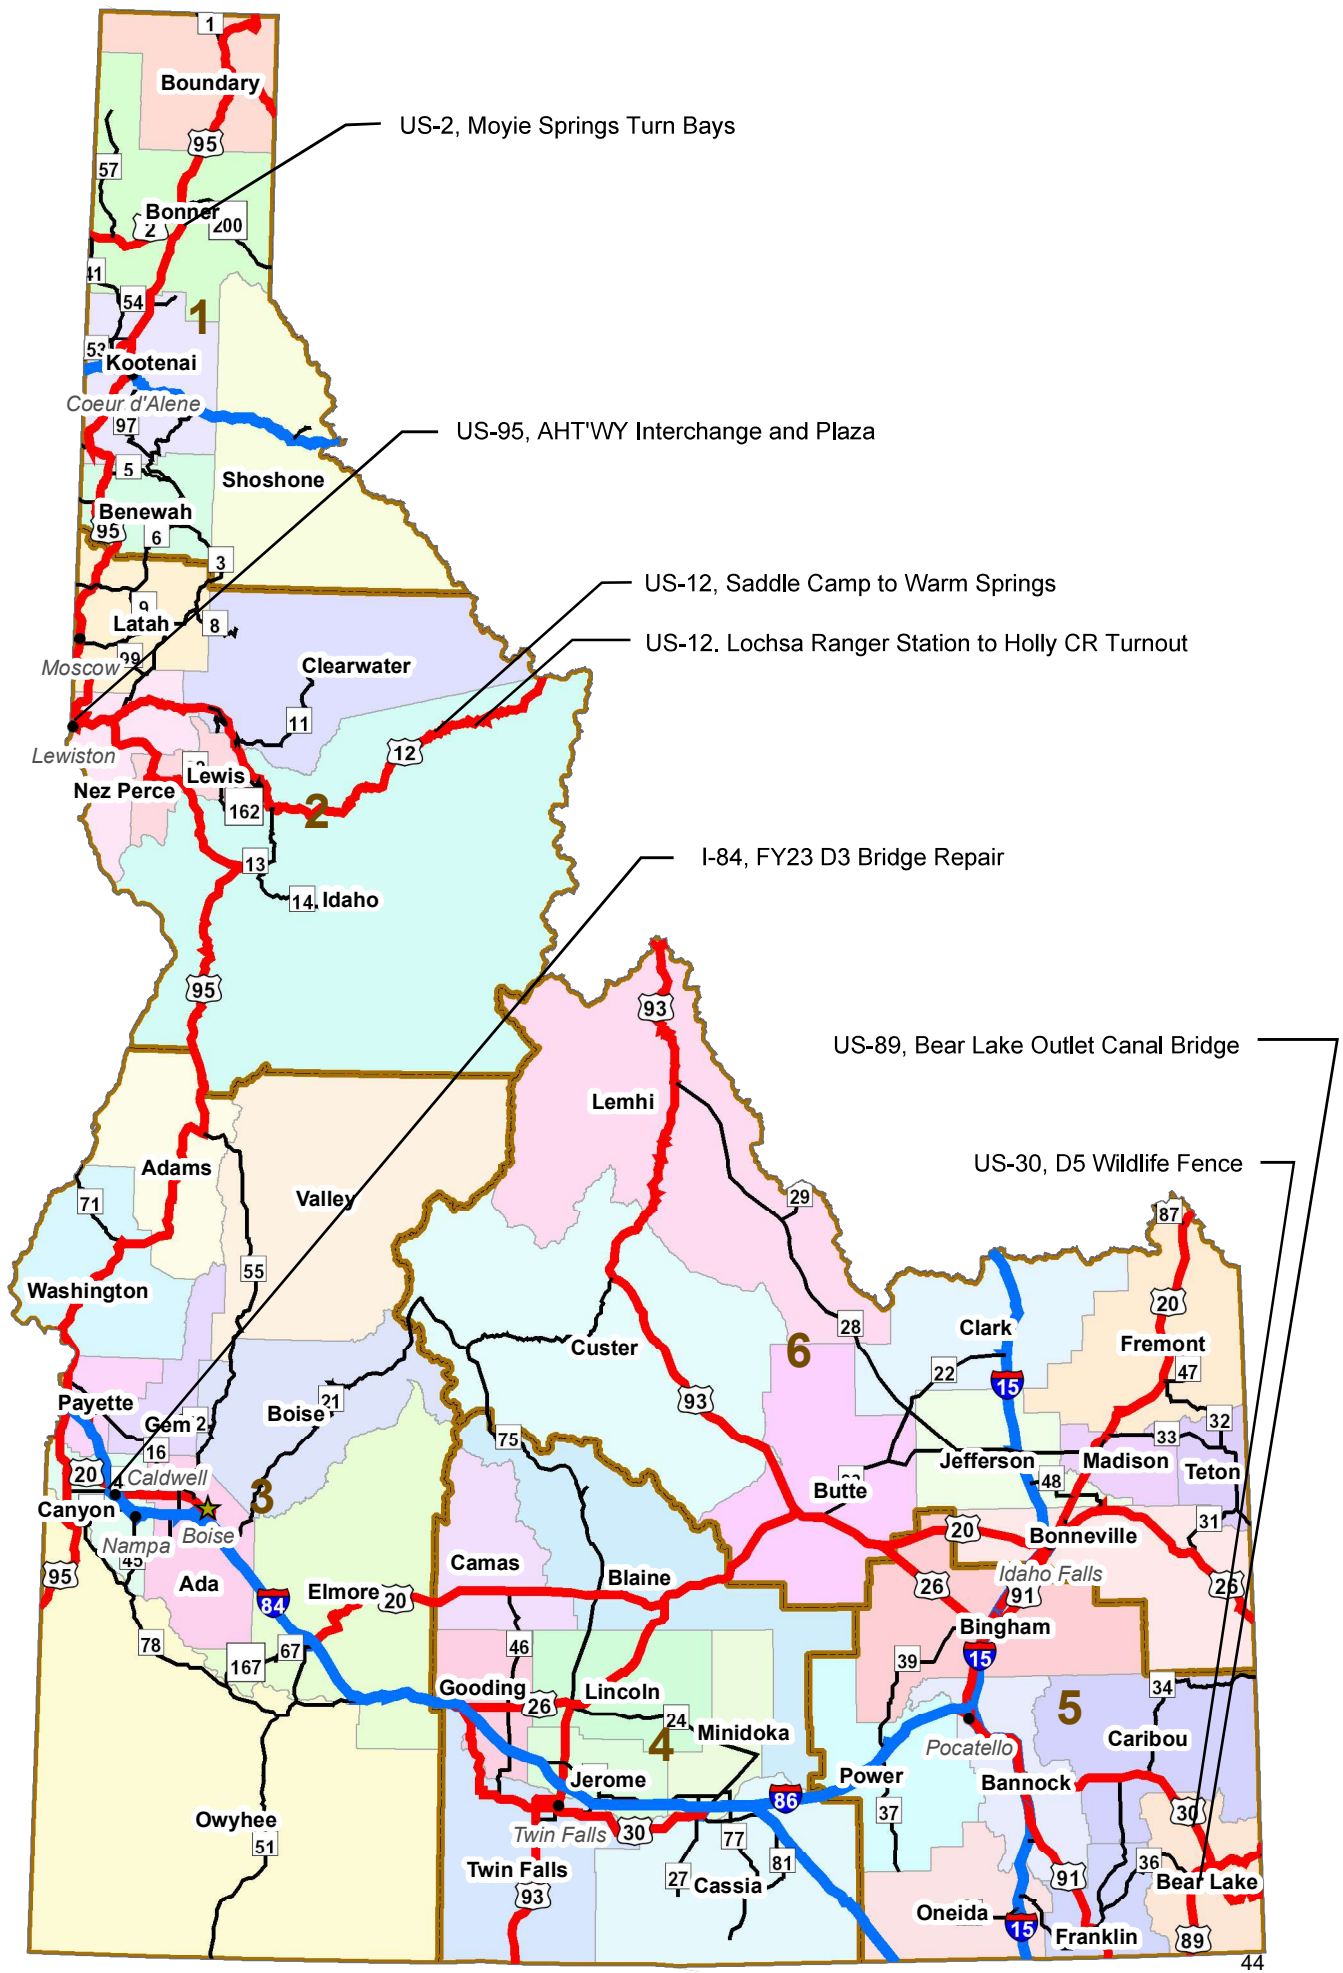 1
Boundary
US-2, Moyie Springs Turn Bays
95
57
Bonner
2
200
41
54
1
53
Kootenai
Coeur d'Alene
97
US-95, AHT'WY Interchange and Plaza
5
Shoshone
Benewah
95
6
3
US-12, Saddle Camp to Warm Springs
9
Latah
8
US-12. Lochsa Ranger Station to Holly CR Turnout
Moscow
99
Clearwater
11
Lewiston
12
Lewis
Nez Perce
162
2
I-84, FY23 D3 Bridge Repair
13
14
Idaho
95
93
US-89, Bear Lake Outlet Canal Bridge
Lemhi
US-30, D5 Wildlife Fence
Adams
71
Valley
29
87
55
Washington
20
28
Clark
Fremont
Custer
6
22
15
47
Payette
21
Boise
93
Gem
32
75
16
33
20
Caldwell
Jefferson
Madison
Teton
48
Butte
3
Canyon
4
31
20
Bonneville
Nampa
Boise
45
Camas
Blaine
95
Ada
Elmore
20
Idaho Falls
26
91
26
84
Bingham
78
46
67
167
39
15
Gooding
26
Lincoln
34
24
5
Minidoka
4
Caribou
Pocatello
Jerome
Power
Bannock
86
37
30
Owyhee
51
Twin Falls
30
77
36
Twin Falls
27
Cassia
81
91
Bear Lake
93
Oneida
15
Franklin
89
44